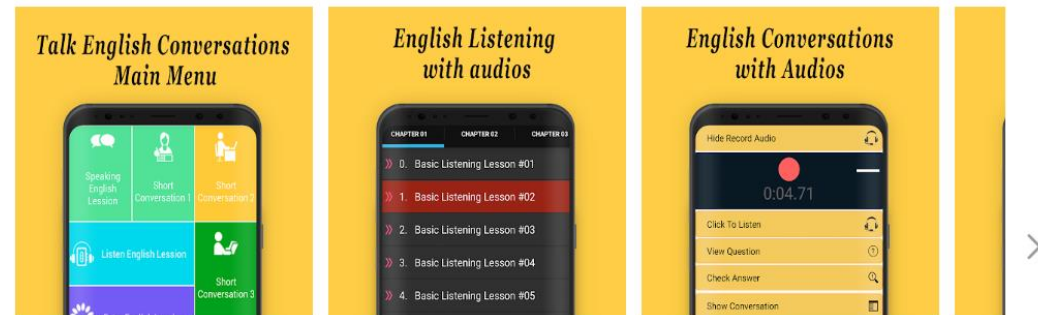 Talk English Conversations
Main Menu
Speaking
English
Lession
Short
Conversation 1
Short
Conversation 2
Listen English Lession
Short
Conversation 3
English Listening
with audios
CHAPTER 01
CHAPTER 02
CHAPTER 03
0. Basic Listening Lesson #01
1. Basic Listening Lesson #02
2. Basic Listening Lesson #03
3. Basic Listening Lesson #04
4. Basic Listening Lesson #05
English Conversations
with Audios
Hide Record Audio
0:04.71
Click To Listen
View Question
Check Answer
Show Conversation